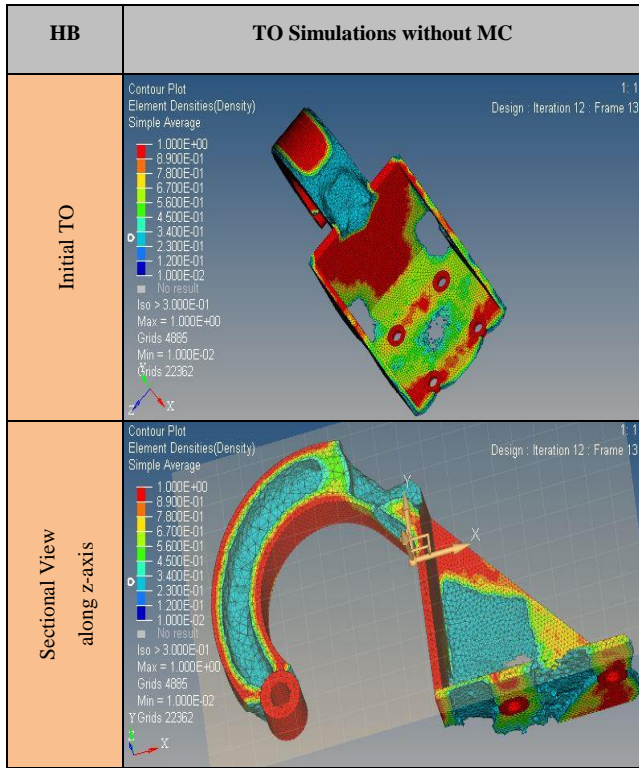 HB
TO Simulations without MC
Initial TO
Contour Plot
Element Densities(Density)
Simple Average
1.000E+00
8.900E-01
7.800E-01
6.700E-01
5.600E-01
4.500E-01
3.400E-01
2.300E-01
1.200E-01
1.000E-02
No result
Iso > 3.000E-01
Max = 1.000E+00
Grids 4885
Min = 1.000E-02
Grids 22362
1: 1
Design : Iteration 12 : Frame 13
Y
Z
X
Sectional View
along z-axis
Contour Plot
Element Densities(Density)
Simple Average
1.000E+00
8.900E-01
7.800E-01
6.700E-01
5.600E-01
4.500E-01
3.400E-01
2.300E-01
1.200E-01
1.000E-02
No result
Iso > 3.000E-01
Max = 1.000E+00
Grids 4885
Min = 1.000E-02
Grids 22362
1: 1
Design : Iteration 12 : Frame 13
Y
X
Y
Z
X